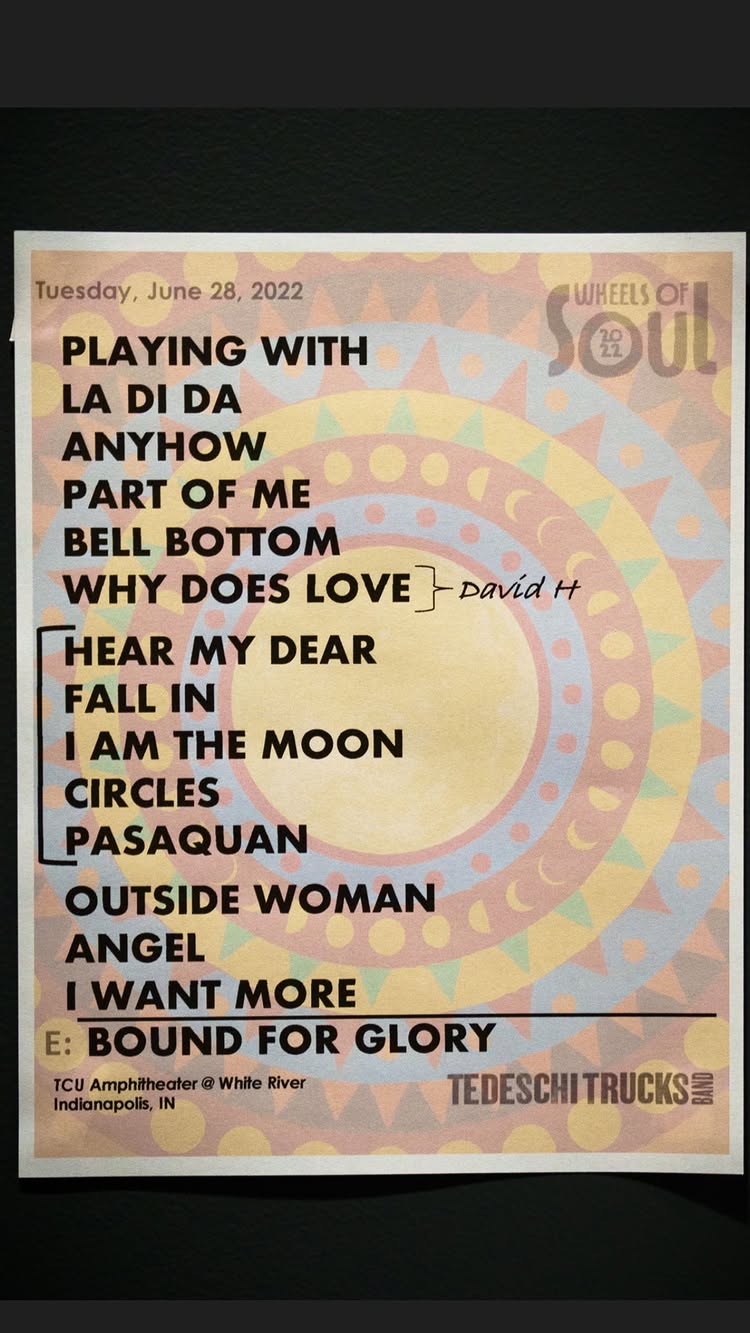 Tuesday, June 28, 2022
WHEELS OF
SOUL
2022
PLAYING WITH
LA DI DA
ANYHOW
PART OF ME
BELL BOTTOM
WHY DOES LOVE } David H
HEAR MY DEAR
FALL IN
I AM THE MOON
CIRCLES
PASAQUAN
OUTSIDE WOMAN
ANGEL
I WANT MORE
E: BOUND FOR GLORY
TCU Amphitheater @ White River
Indianapolis, IN
TEDESCHI TRUCKS BAND